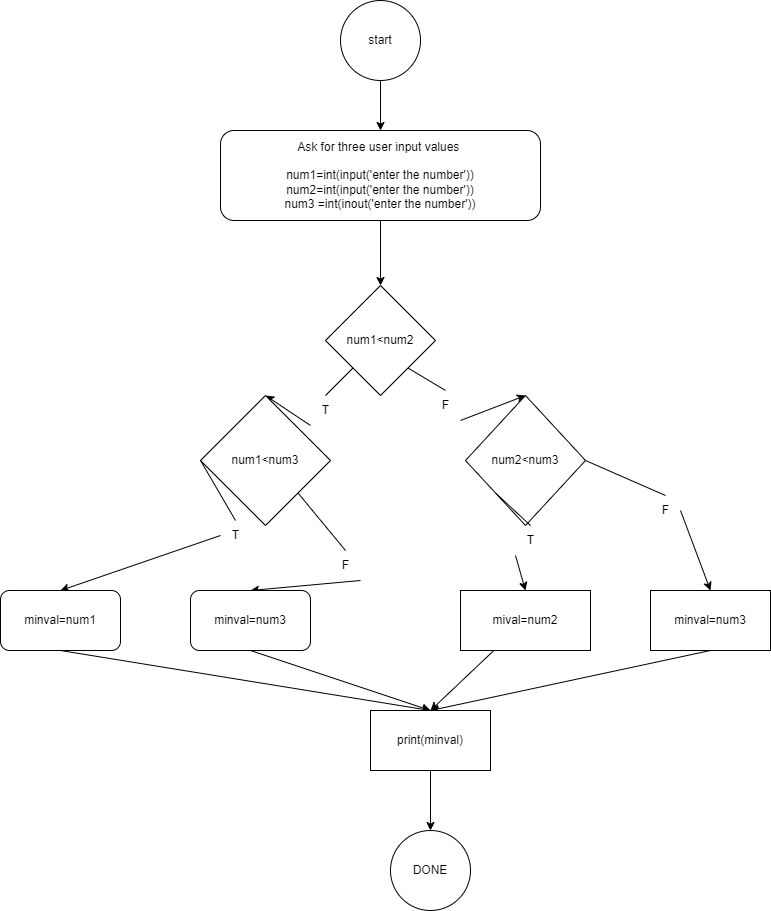 start
Ask for three user input values
num1=int(input('enter the number'))
num2=int(input('enter the number'))
num3 =int(inout('enter the number'))
num1<num2
T
F
num1<num3
num2<num3
T
F
T
F
minval=num1
minval=num3
mival=num2
minval=num3
print(minval)
DONE